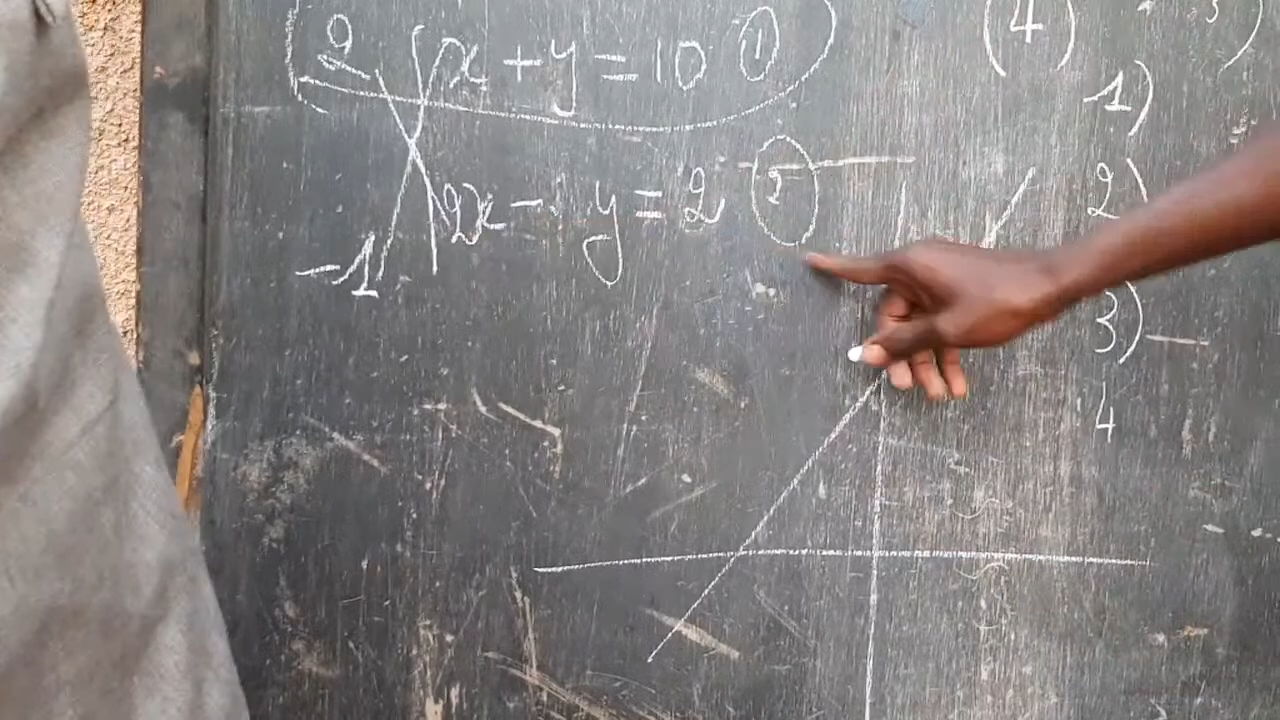 2 x + y = 10 ①
-1 2x - y = 2 ②
(4)
1)
2)
3) —
4